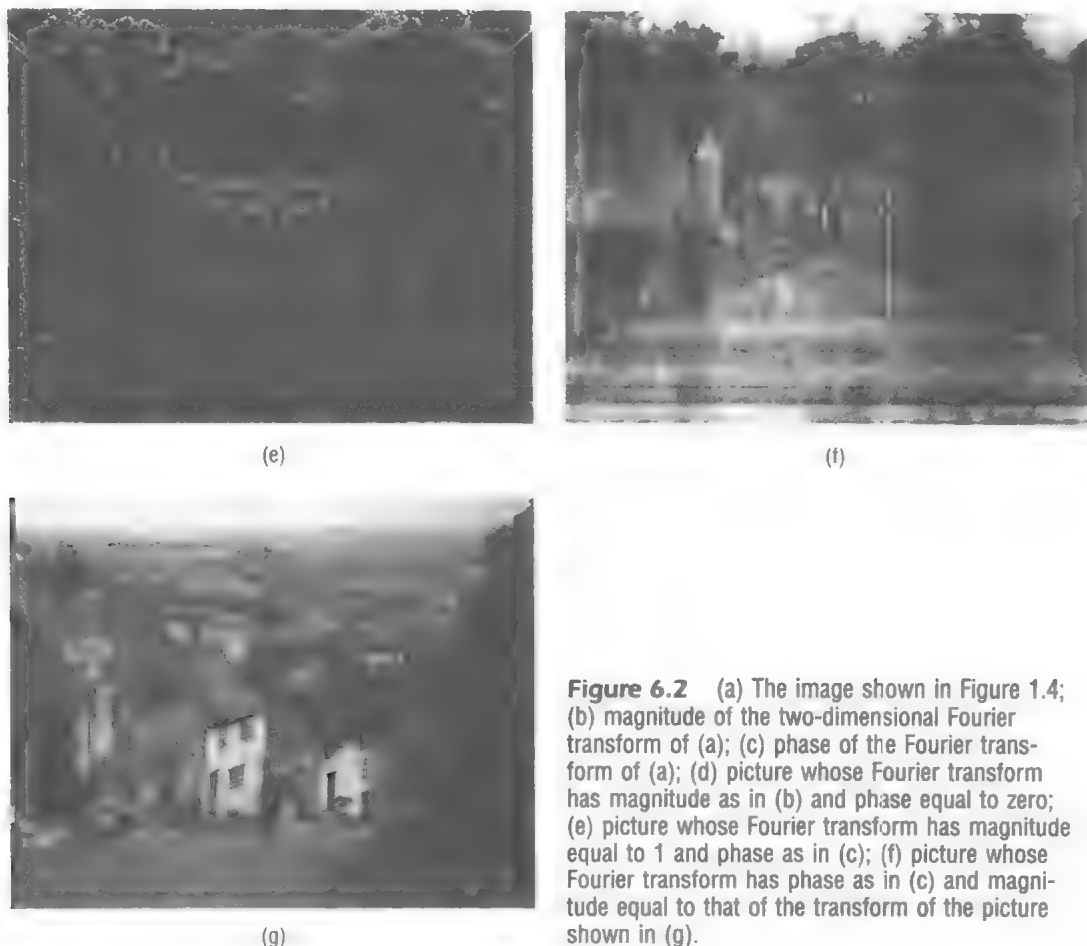 (e)
(f)
(g)
Figure 6.2 (a) The image shown in Figure 1.4;
(b) magnitude of the two-dimensional Fourier
transform of (a); (c) phase of the Fourier trans-
form of (a); (d) picture whose Fourier transform
has magnitude as in (b) and phase equal to zero;
(e) picture whose Fourier transform has magnitude
equal to 1 and phase as in (c); (f) picture whose
Fourier transform has phase as in (c) and magni-
tude equal to that of the transform of the picture
shown in (g).